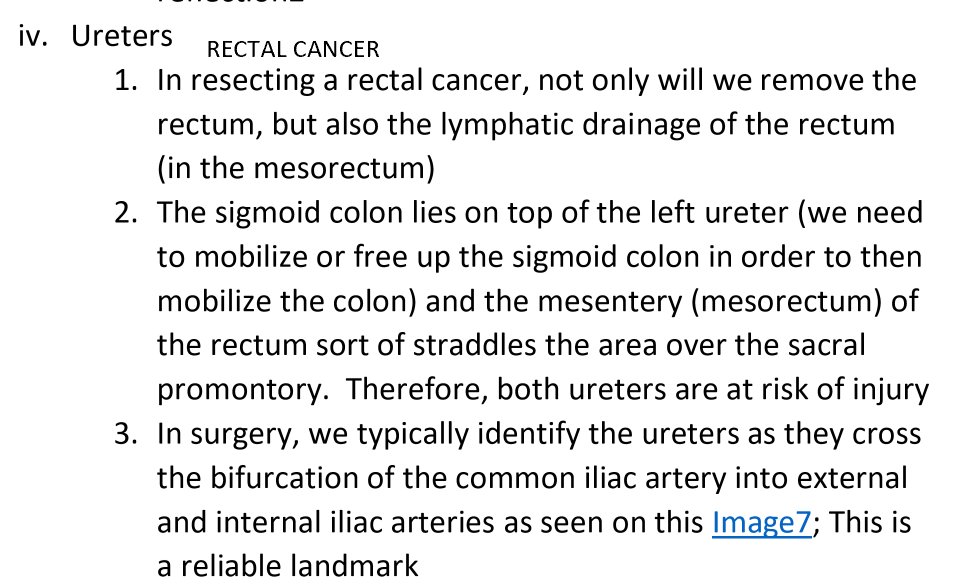 iv. Ureters
RECTAL CANCER
1. In resecting a rectal cancer, not only will we remove the
rectum, but also the lymphatic drainage of the rectum
(in the mesorectum)
2. The sigmoid colon lies on top of the left ureter (we need
to mobilize or free up the sigmoid colon in order to then
mobilize the colon) and the mesentery (mesorectum) of
the rectum sort of straddles the area over the sacral
promontory. Therefore, both ureters are at risk of injury
3. In surgery, we typically identify the ureters as they cross
the bifurcation of the common iliac artery into external
and internal iliac arteries as seen on this Image7; This is
a reliable landmark